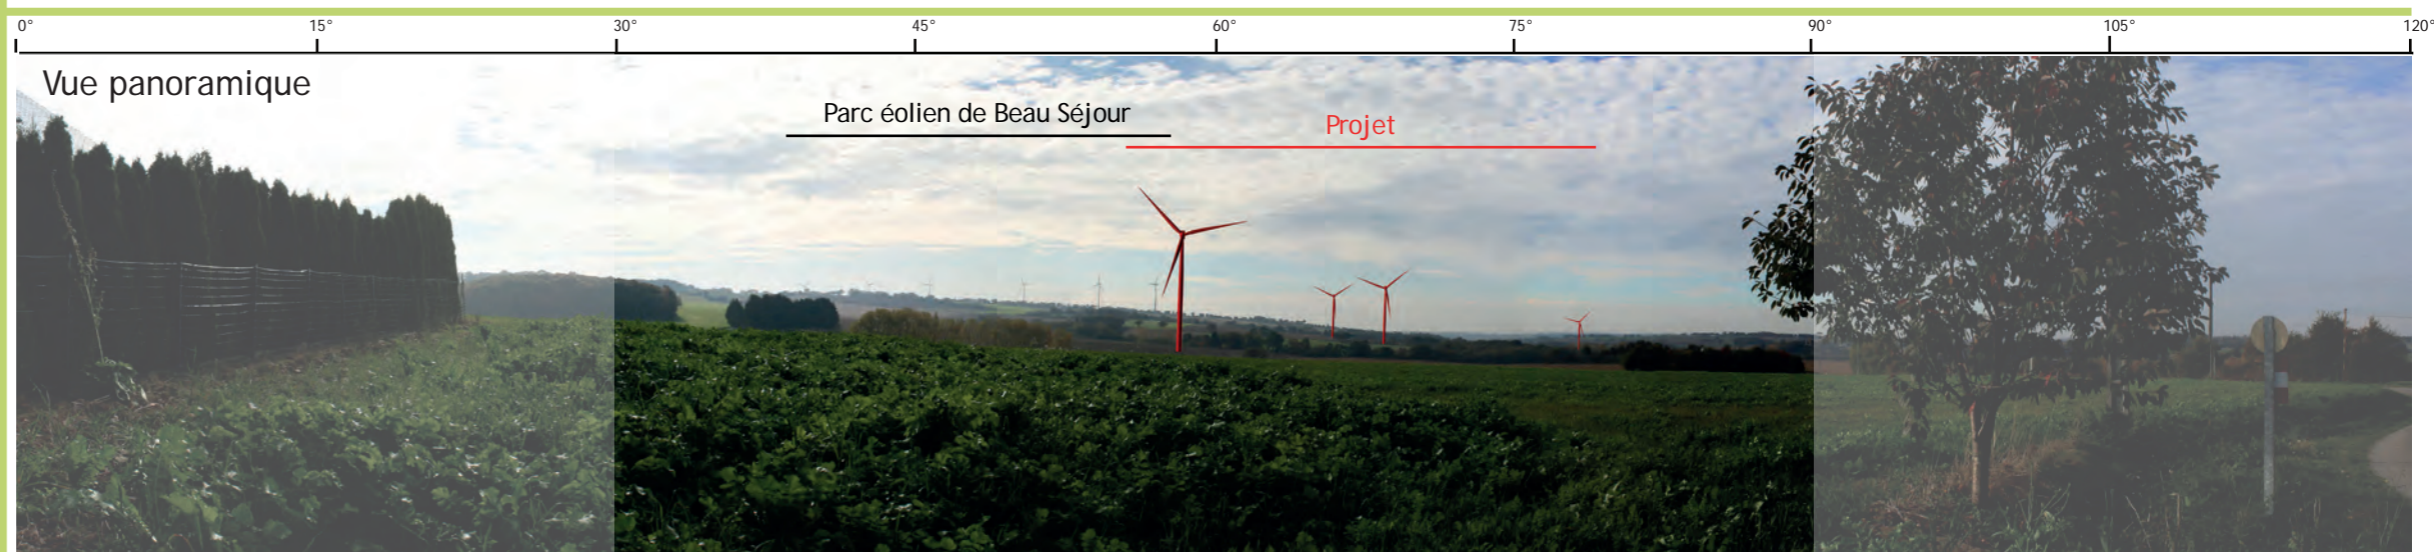 0° 15° 30° 45° 60° 75° 90° 105° 120°
Vue panoramique
Parc éolien de Beau Séjour
Projet